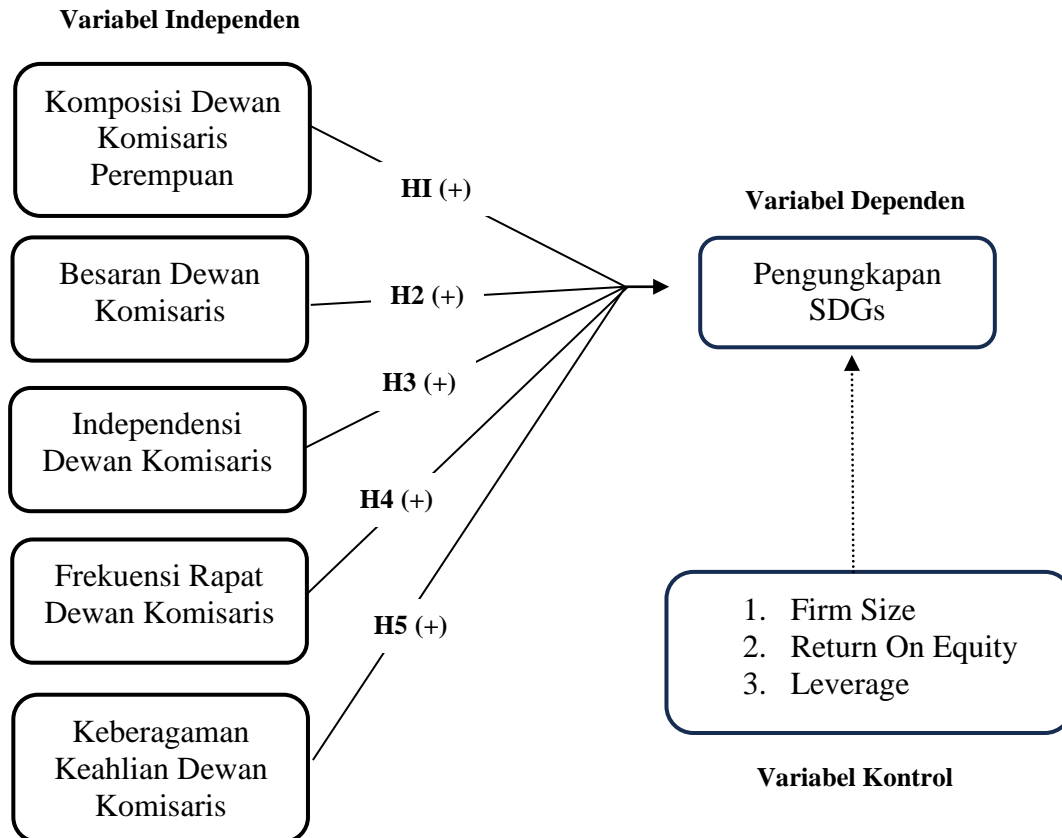 Variabel Independen
Komposisi Dewan
Komisaris
Perempuan
HI (+)
Besaran Dewan
Komisaris
H2 (+)
Independensi
Dewan Komisaris
H3 (+)
Frekuensi Rapat
Dewan Komisaris
H4 (+)
Keberagaman
Keahlian Dewan
Komisaris
H5 (+)
Variabel Dependen
Pengungkapan
SDGs
1. Firm Size
2. Return On Equity
3. Leverage
Variabel Kontrol